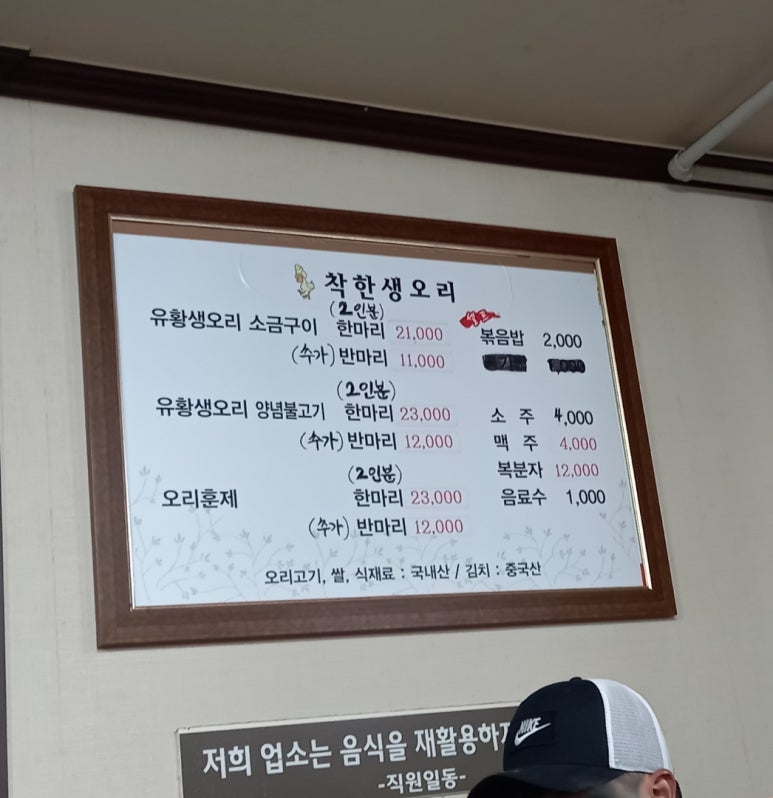 착한생오리
(2인분)
유황생오리 소금구이 한마리 21,000
(추가) 반마리 11,000
(2인분)
유황생오리 양념불고기 한마리 23,000
(추가) 반마리 12,000
(2인분)
오리훈제 한마리 23,000
(추가) 반마리 12,000
셀프
볶음밥 2,000
소 주 4,000
맥 주 4,000
복분자 12,000
음료수 1,000
오리고기, 쌀, 식재료 : 국내산 / 김치 : 중국산
저희 업소는 음식을 재활용하지
-직원일동-
NIKE